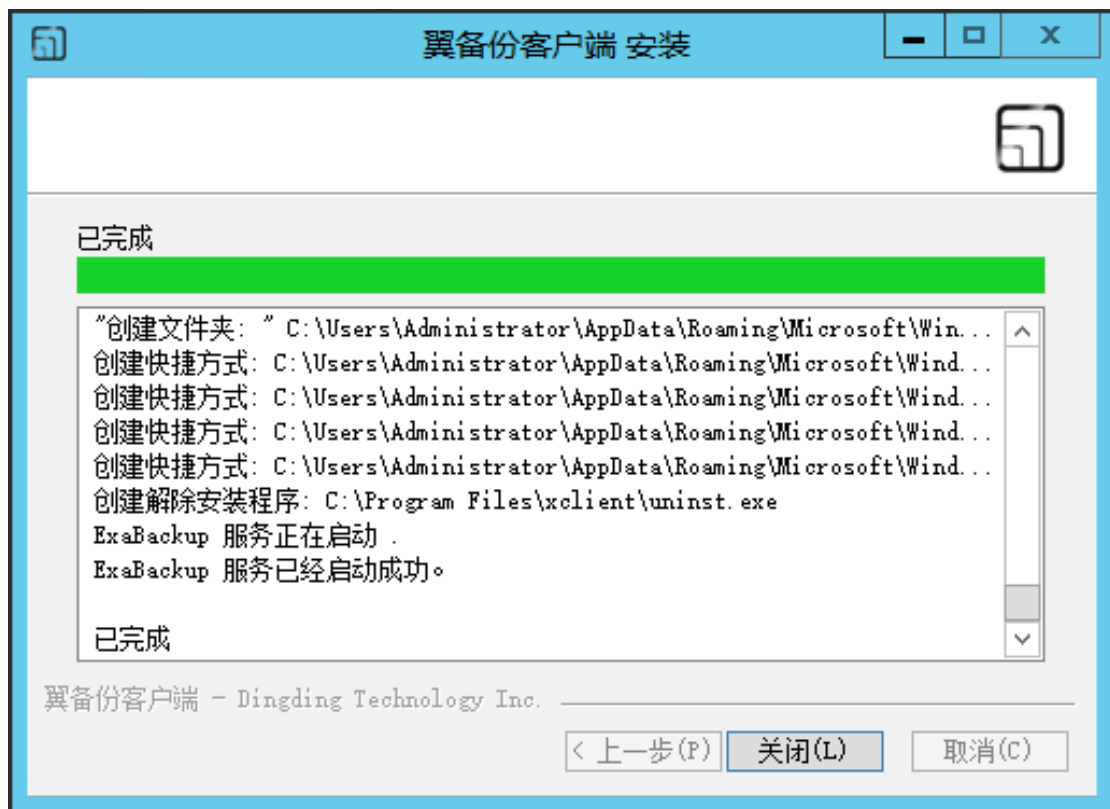 翼备份客户端 安装
已完成
"创建文件夹: " C:\Users\Administrator\AppData\Roaming\Microsoft\Win...
创建快捷方式: C:\Users\Administrator\AppData\Roaming\Microsoft\Wind...
创建快捷方式: C:\Users\Administrator\AppData\Roaming\Microsoft\Wind...
创建快捷方式: C:\Users\Administrator\AppData\Roaming\Microsoft\Wind...
创建快捷方式: C:\Users\Administrator\AppData\Roaming\Microsoft\Wind...
创建解除安装程序: C:\Program Files\xclient\uninst.exe
ExaBackup 服务正在启动 .
ExaBackup 服务已经启动成功。
已完成
翼备份客户端 - Dingding Technology Inc.
< 上一步(P) 关闭(L) 取消(C)